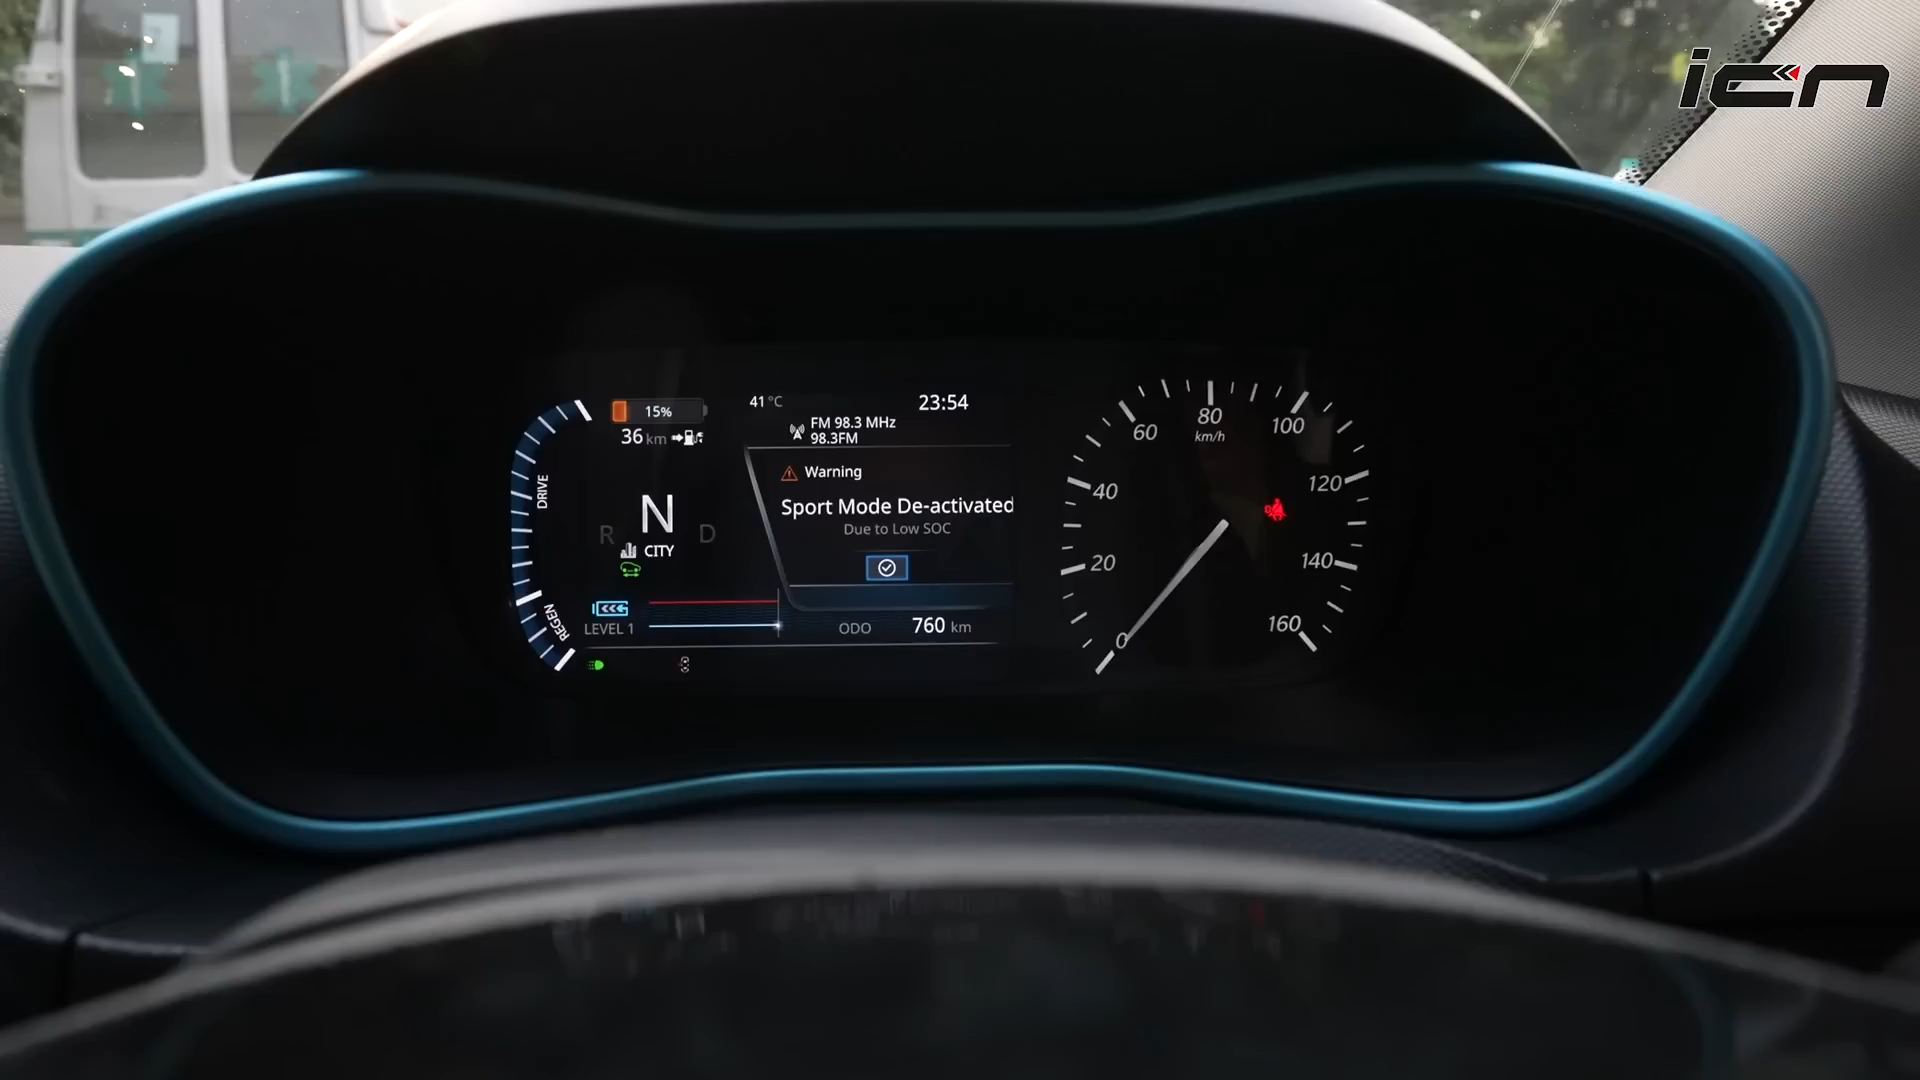 ien
15%
41 °C
23:54
36 km
FM 98.3 MHz
98.3FM
DRIVE
Warning
Sport Mode De-activated
Due to Low SOC
R N D
CITY
REGEN
LEVEL 1
ODO 760 km
0
20
40
60
80
km/h
100
120
140
160